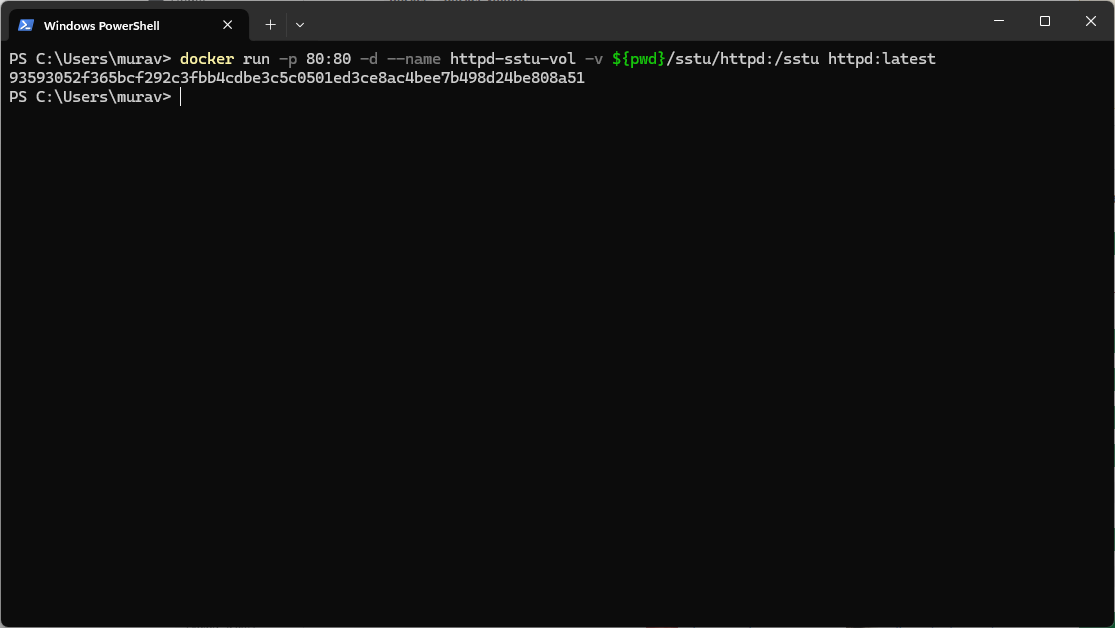 Windows PowerShell
PS C:\Users\murav> docker run -p 80:80 -d --name httpd-sstu-vol -v ${pwd}/sstu/httpd:/sstu httpd:latest
93593052f365bcf292c3fbb4cdbe3c5c0501ed3ce8ac4bee7b498d24be808a51
PS C:\Users\murav>